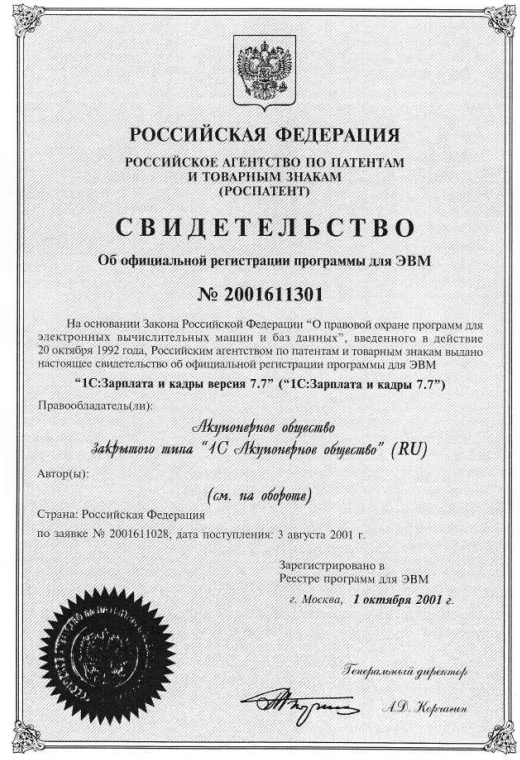 РОССИЙСКАЯ ФЕДЕРАЦИЯ
РОССИЙСКОЕ АГЕНТСТВО ПО ПАТЕНТАМ
И ТОВАРНЫМ ЗНАКАМ
(РОСПАТЕНТ)
СВИДЕТЕЛЬСТВО
Об официальной регистрации программы для ЭВМ
№ 2001611301
На основании Закона Российской Федерации “О правовой охране программ для
электронных вычислительных машин и баз данных”, введенного в действие
20 октября 1992 года, Российским агентством по патентам и товарным знакам выдано
настоящее свидетельство об официальной регистрации программы для ЭВМ
“1С:Зарплата и кадры версия 7.7” (“1С:Зарплата и кадры 7.7”)
Правообладатель(ли):
Акционерное общество
закрытого типа “1С Акционерное общество” (RU)
Автор(ы):
(см. на обороте)
Страна: Российская Федерация
по заявке № 2001611028, дата поступления: 3 августа 2001 г.
Зарегистрировано в
Реестре программ для ЭВМ
г. Москва, 1 октября 2001 г.
Генеральный директор
А.Д. Корчагин